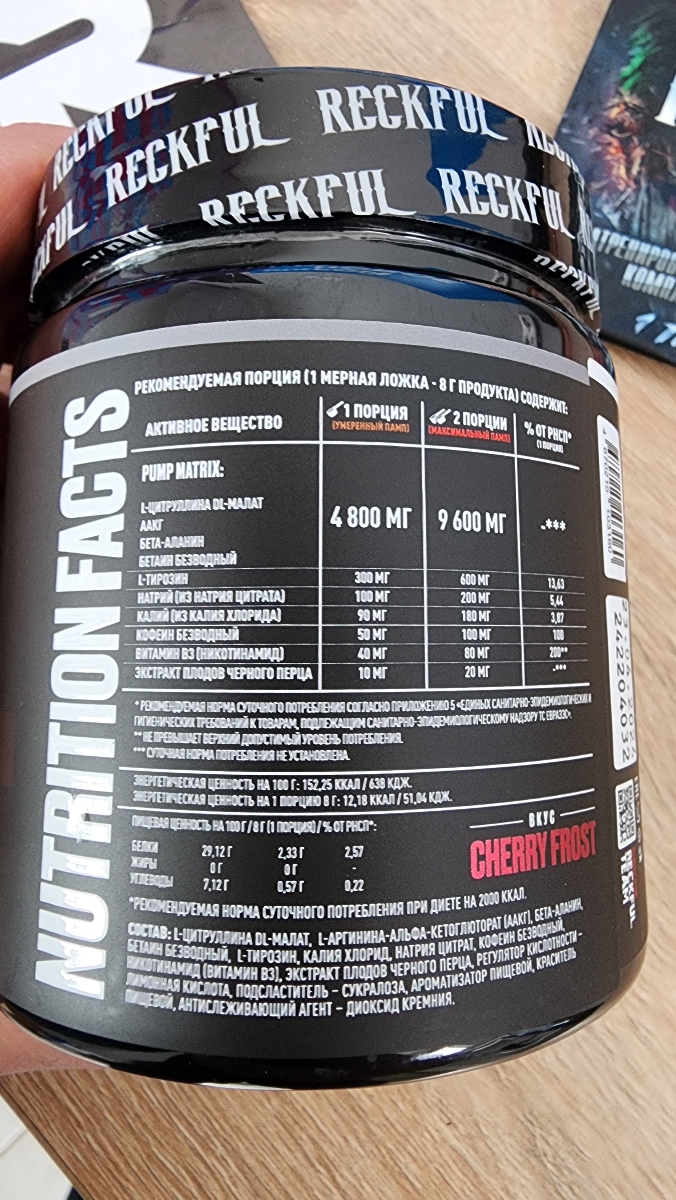 RECKFUL RECKFUL RECKFUL
RECKFUL RECKFUL RECKFUL
NUTRITION FACTS
РЕКОМЕНДУЕМАЯ ПОРЦИЯ (1 МЕРНАЯ ЛОЖКА - 8 Г ПРОДУКТА) СОДЕРЖИТ:
АКТИВНОЕ ВЕЩЕСТВО 1 ПОРЦИЯ 2 ПОРЦИИ % ОТ РНСП*
(УМЕРЕННЫЙ ПАМП) (МАКСИМАЛЬНЫЙ ПАМП) (1 ПОРЦИЯ)
PUMP MATRIX:
L-ЦИТРУЛЛИНА DL-МАЛАТ
ААКГ 4 800 МГ 9 600 МГ -***
БЕТА-АЛАНИН
БЕТАИН БЕЗВОДНЫЙ
L-ТИРОЗИН 300 МГ 600 МГ 13,63
НАТРИЙ (ИЗ НАТРИЯ ЦИТРАТА) 100 МГ 200 МГ 5,44
КАЛИЙ (ИЗ КАЛИЯ ХЛОРИДА) 90 МГ 180 МГ 3,87
КОФЕИН БЕЗВОДНЫЙ 50 МГ 100 МГ 100
ВИТАМИН B3 (НИКОТИНАМИД) 40 МГ 80 МГ 200**
ЭКСТРАКТ ПЛОДОВ ЧЕРНОГО ПЕРЦА 10 МГ 20 МГ -***
* РЕКОМЕНДУЕМАЯ НОРМА СУТОЧНОГО ПОТРЕБЛЕНИЯ СОГЛАСНО ПРИЛОЖЕНИЮ 5 «ЕДИНЫХ САНИТАРНО-ЭПИДЕМИОЛОГИЧЕСКИХ И
ГИГИЕНИЧЕСКИХ ТРЕБОВАНИЙ К ТОВАРАМ, ПОДЛЕЖАЩИМ САНИТАРНО-ЭПИДЕМИОЛОГИЧЕСКОМУ НАДЗОРУ ТС ЕВРАЗЭС».
** НЕ ПРЕВЫШАЕТ ВЕРХНИЙ ДОПУСТИМЫЙ УРОВЕНЬ ПОТРЕБЛЕНИЯ.
*** СУТОЧНАЯ НОРМА ПОТРЕБЛЕНИЯ НЕ УСТАНОВЛЕНА.
ЭНЕРГЕТИЧЕСКАЯ ЦЕННОСТЬ НА 100 Г: 152,25 ККАЛ / 638 КДЖ.
ЭНЕРГЕТИЧЕСКАЯ ЦЕННОСТЬ НА 1 ПОРЦИЮ 8 Г: 12,18 ККАЛ / 51,04 КДЖ.
ПИЩЕВАЯ ЦЕННОСТЬ НА 100 Г / 8 Г (1 ПОРЦИЯ) / % ОТ РНСП*:
БЕЛКИ 29,12 Г 2,33 Г 2,57
ЖИРЫ 0 Г 0 Г -
УГЛЕВОДЫ 7,12 Г 0,57 Г 0,22
ВКУС
CHERRY FROST
*РЕКОМЕНДУЕМАЯ НОРМА СУТОЧНОГО ПОТРЕБЛЕНИЯ ПРИ ДИЕТЕ НА 2000 ККАЛ.
СОСТАВ: L-ЦИТРУЛЛИНА DL-МАЛАТ, L-АРГИНИНА-АЛЬФА-КЕТОГЛЮТОРАТ (ААКГ), БЕТА-АЛАНИН,
БЕТАИН БЕЗВОДНЫЙ, L-ТИРОЗИН, КАЛИЯ ХЛОРИД, НАТРИЯ ЦИТРАТ, КОФЕИН БЕЗВОДНЫЙ,
НИКОТИНАМИД (ВИТАМИН B3), ЭКСТРАКТ ПЛОДОВ ЧЕРНОГО ПЕРЦА, РЕГУЛЯТОР КИСЛОТНОСТИ -
ЛИМОННАЯ КИСЛОТА, ПОДСЛАСТИТЕЛЬ - СУКРАЛОЗА, АРОМАТИЗАТОР ПИЩЕВОЙ, КРАСИТЕЛЬ
ПИЩЕВОЙ, АНТИСЛЕЖИВАЮЩИЙ АГЕНТ - ДИОКСИД КРЕМНИЯ.
242204032